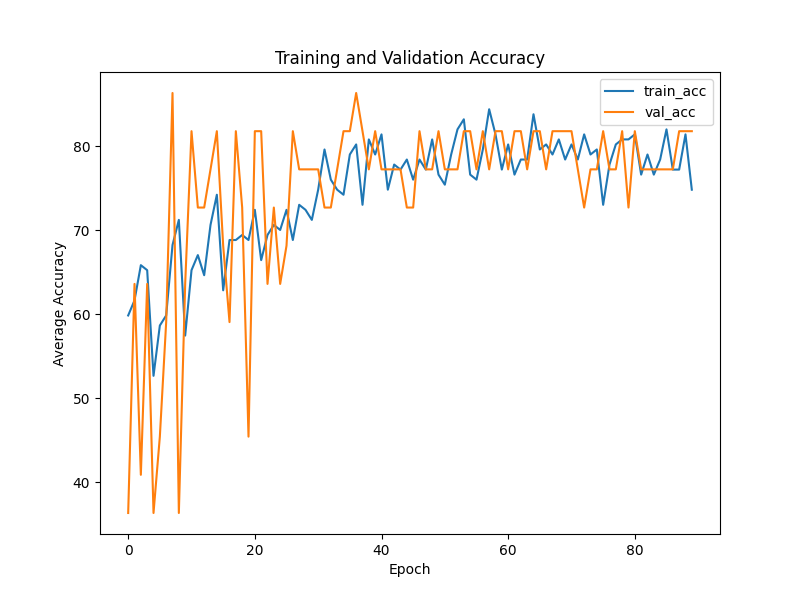 Training and Validation Accuracy
train_acc
val_acc
80
70
60
50
40
Average Accuracy
0 20 40 60 80
Epoch